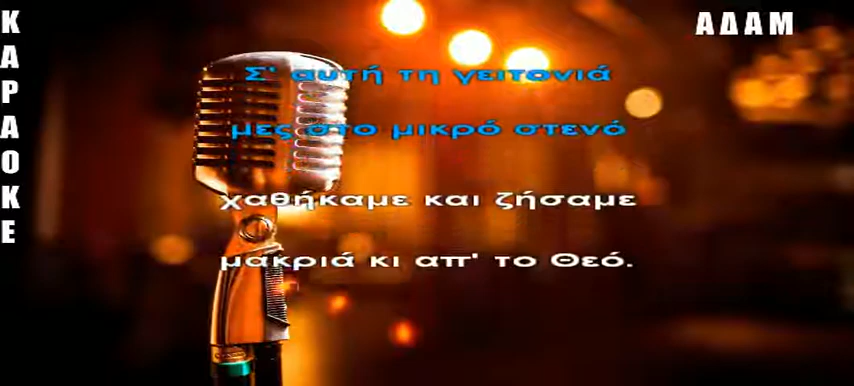 ΚΑΡΑΟΚΕ
ΑΔΑΜ
Σ' αυτή τη γειτονιά
μες στο μικρό στενό
χαθήκαμε και ζήσαμε
μακριά κι απ' το Θεό.